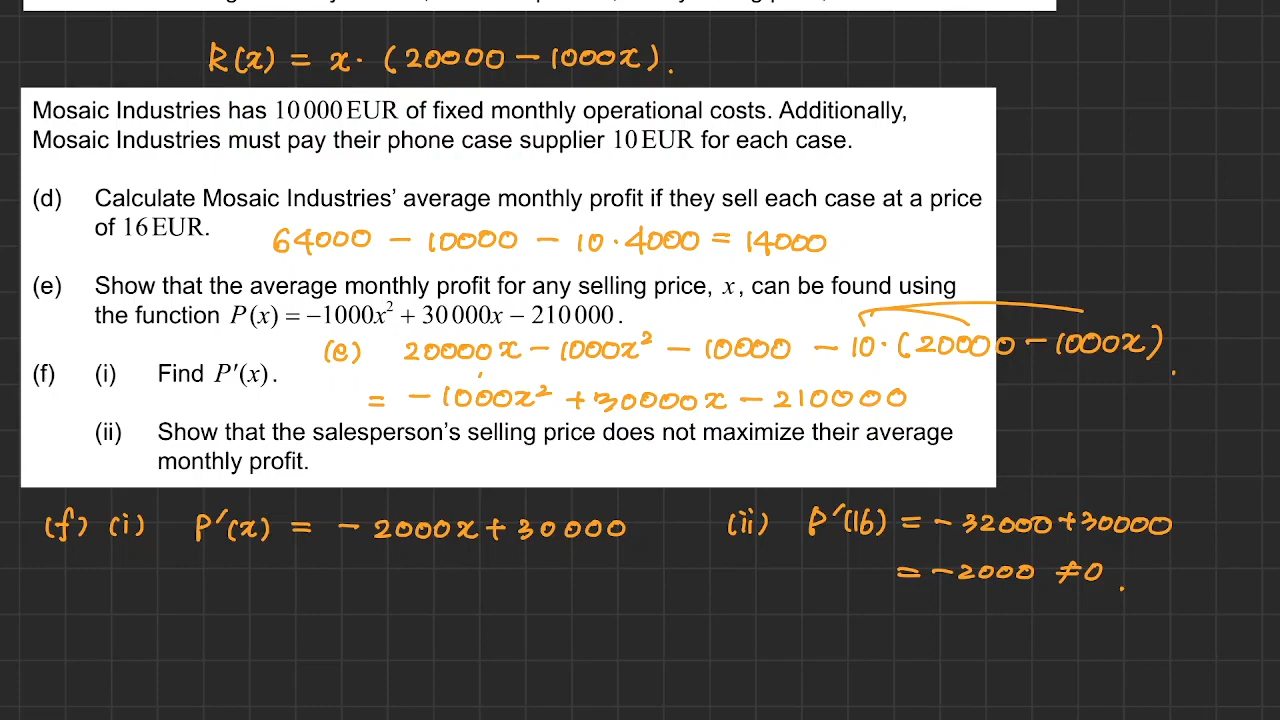 R(x) = x · (20000 − 1000x).
Mosaic Industries has 10 000 EUR of fixed monthly operational costs. Additionally,
Mosaic Industries must pay their phone case supplier 10 EUR for each case.
(d) Calculate Mosaic Industries’ average monthly profit if they sell each case at a price
of 16 EUR.
64000 − 10000 − 10 · 4000 = 14000
(e) Show that the average monthly profit for any selling price, x, can be found using
the function P(x) = −1000x² + 30 000x − 210 000.
(e) 20000x − 1000x² − 10000 − 10 · (20000 − 1000x).
(f) (i) Find P′(x).
= −1000x² + 30000x − 210000
(ii) Show that the salesperson’s selling price does not maximize their average
monthly profit.
(f) (i) P′(x) = − 2000x + 30000
(ii) P′(16) = − 32000 + 30000
= −2000 ≠ 0.